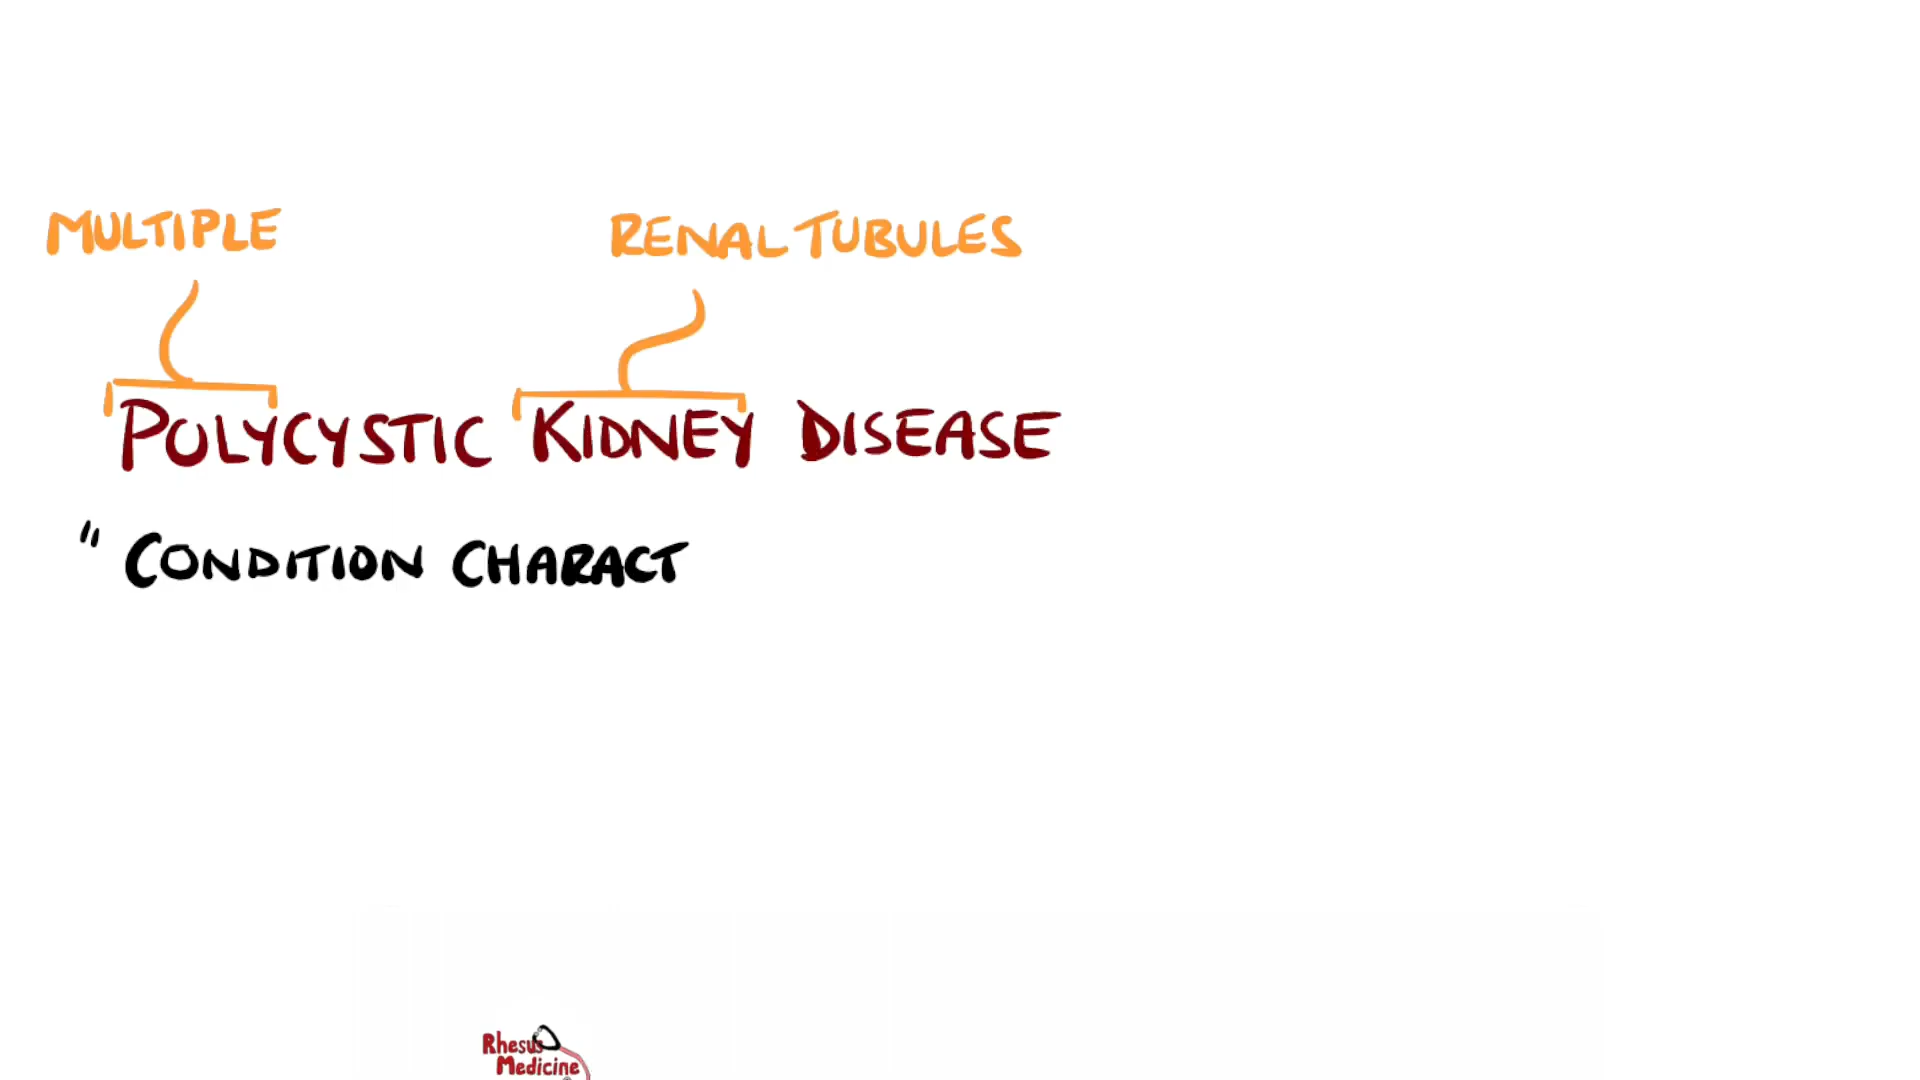 MULTIPLE RENAL TUBULES
POLYCYSTIC KIDNEY DISEASE
" CONDITION CHARACT
Rhesus
Medicine